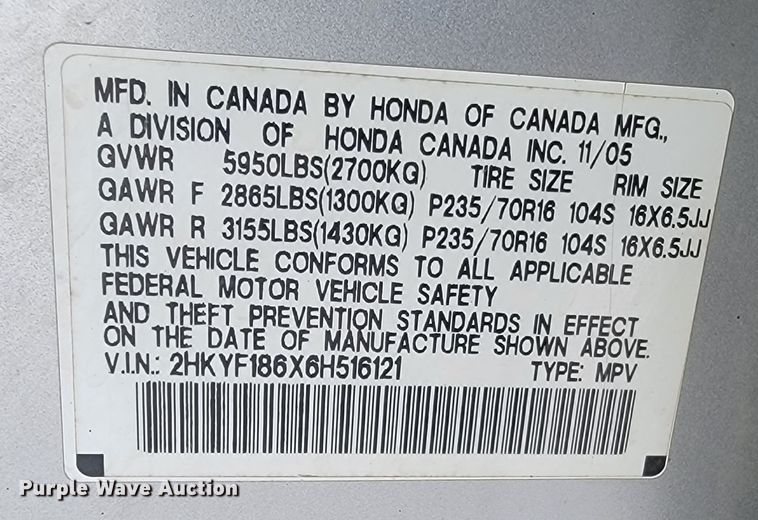 MFD. IN CANADA BY HONDA OF CANADA MFG.,
A DIVISION OF HONDA CANADA INC. 11/05
GVWR 5950LBS(2700KG) TIRE SIZE RIM SIZE
GAWR F 2865LBS(1300KG) P235/70R16 104S 16X6.5JJ
GAWR R 3155LBS(1430KG) P235/70R16 104S 16X6.5JJ
THIS VEHICLE CONFORMS TO ALL APPLICABLE
FEDERAL MOTOR VEHICLE SAFETY
AND THEFT PREVENTION STANDARDS IN EFFECT
ON THE DATE OF MANUFACTURE SHOWN ABOVE.
V.I.N.: 2HKYF186X6H516121 TYPE: MPV
Purple Wave Auction